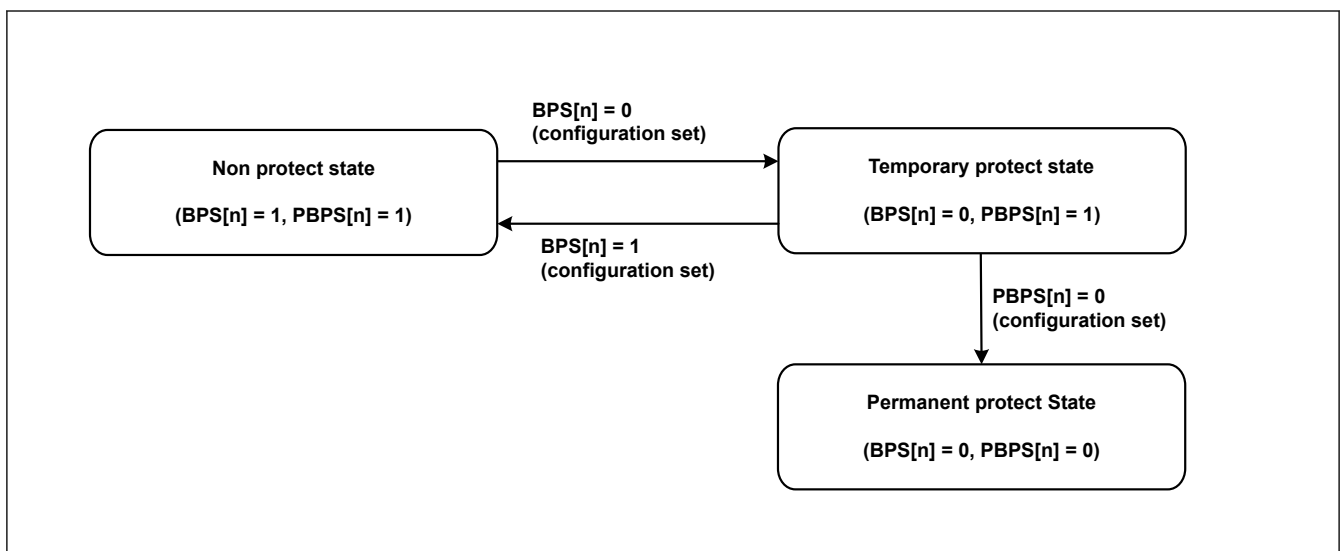 BPS[n] = 0
(configuration set)
Non protect state
(BPS[n] = 1, PBPS[n] = 1)
Temporary protect state
(BPS[n] = 0, PBPS[n] = 1)
BPS[n] = 1
(configuration set)
PBPS[n] = 0
(configuration set)
Permanent protect State
(BPS[n] = 0, PBPS[n] = 0)